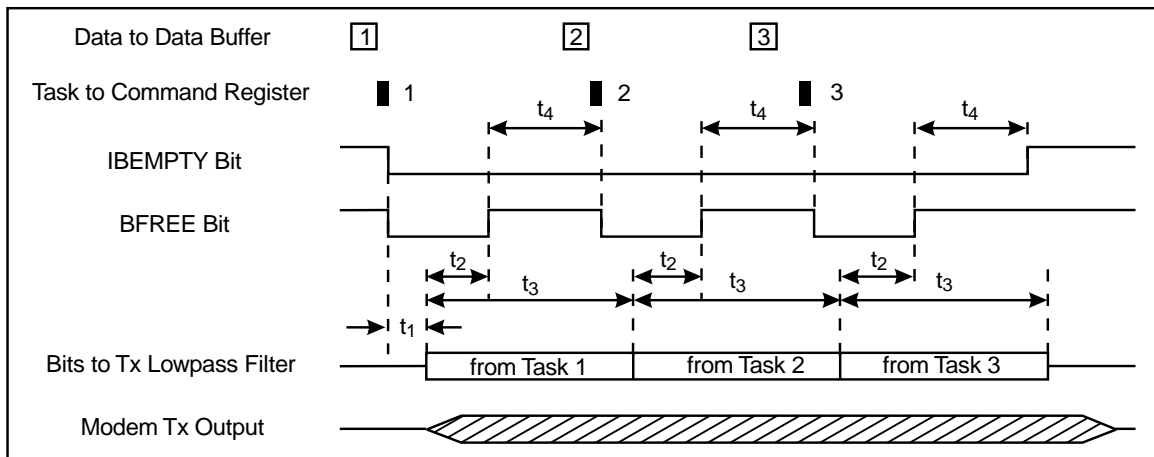 Data to Data Buffer 1 2 3
Task to Command Register 1 2 3
t4 t4 t4
IBEMPTY Bit
BFREE Bit
t2 t2 t2
t3 t3 t3
t1
Bits to Tx Lowpass Filter from Task 1 from Task 2 from Task 3
Modem Tx Output